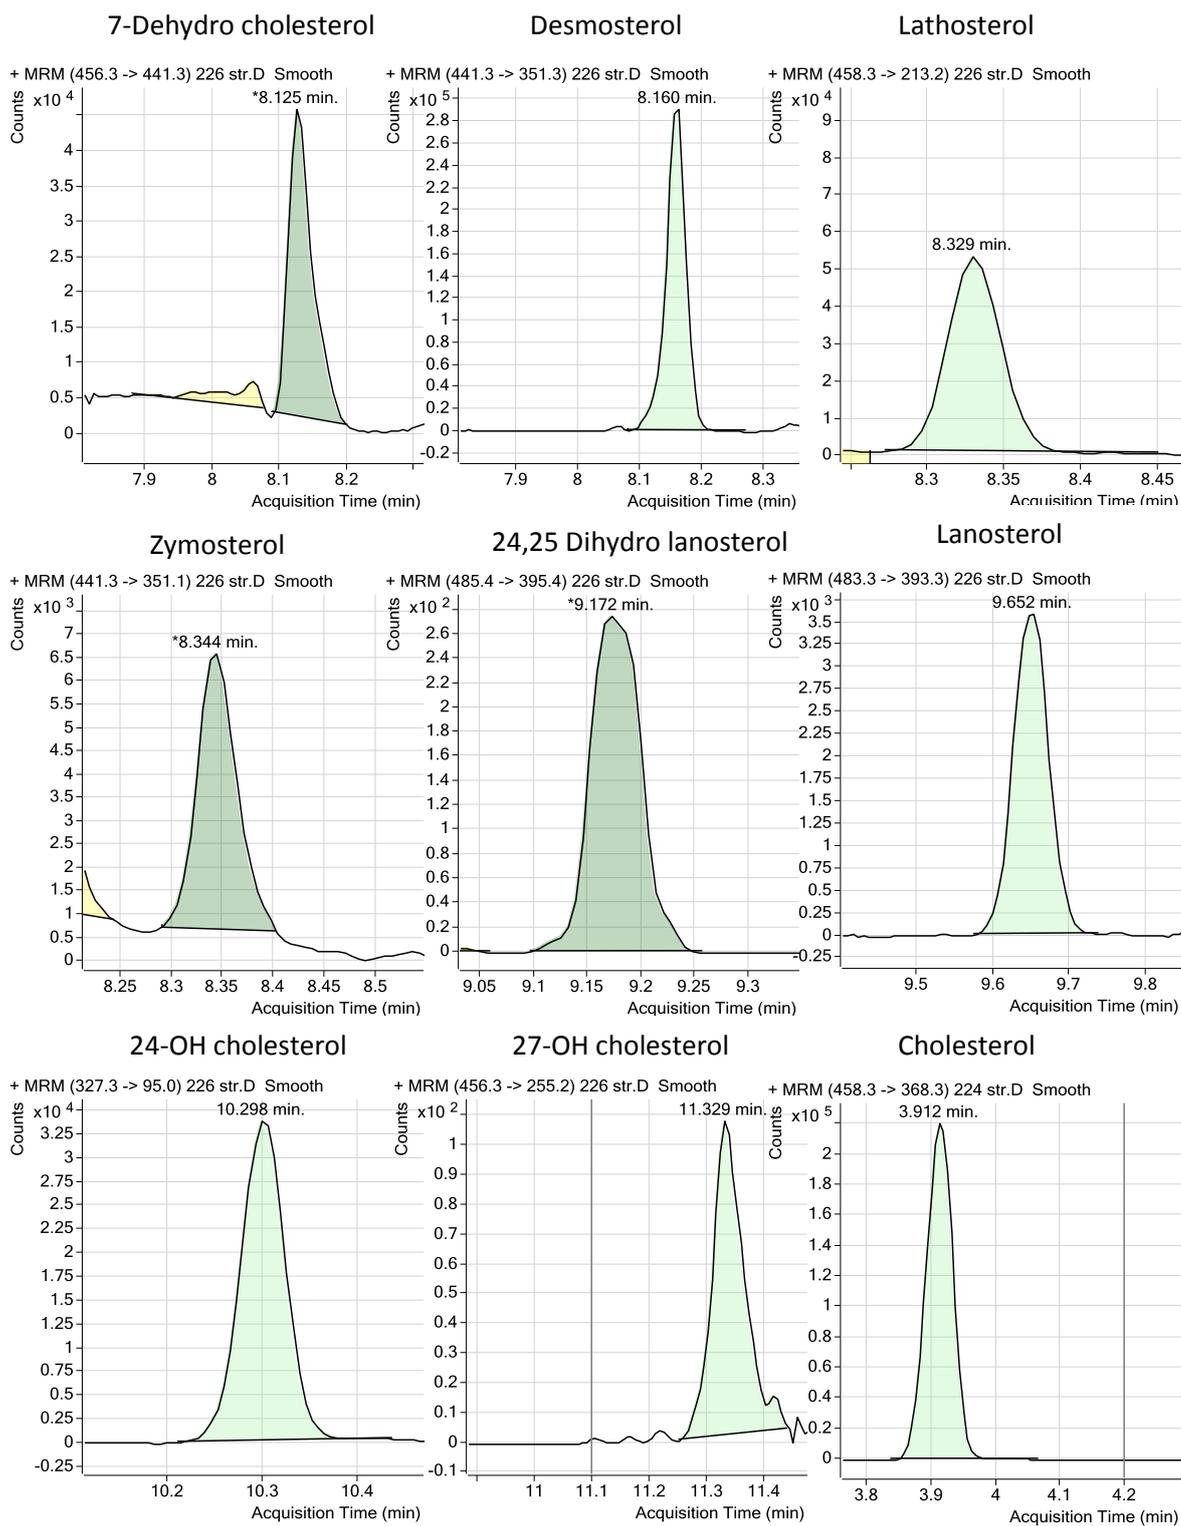 7-Dehydro cholesterol
+ MRM (456.3 -> 441.3) 226 str.D  Smooth
Counts
x10 4
*8.125 min.
4
3.5
3
2.5
2
1.5
1
0.5
0
7.9 8 8.1 8.2
Acquisition Time (min)
Desmosterol
+ MRM (441.3 -> 351.3) 226 str.D  Smooth
Counts
x10 5
8.160 min.
2.8
2.6
2.4
2.2
2
1.8
1.6
1.4
1.2
1
0.8
0.6
0.4
0.2
0
-0.2
7.9 8 8.1 8.2 8.3
Acquisition Time (min)
Lathosterol
+ MRM (458.3 -> 213.2) 226 str.D  Smooth
Counts
x10 4
8.329 min.
9
8
7
6
5
4
3
2
1
0
8.3 8.35 8.4 8.45
Acquisition Time (min)
Zymosterol
+ MRM (441.3 -> 351.1) 226 str.D  Smooth
Counts
x10 3
*8.344 min.
7
6.5
6
5.5
5
4.5
4
3.5
3
2.5
2
1.5
1
0.5
0
8.25 8.3 8.35 8.4 8.45 8.5
Acquisition Time (min)
24,25 Dihydro lanosterol
+ MRM (485.4 -> 395.4) 226 str.D  Smooth
Counts
x10 2
*9.172 min.
2.6
2.4
2.2
2
1.8
1.6
1.4
1.2
1
0.8
0.6
0.4
0.2
0
9.05 9.1 9.15 9.2 9.25 9.3
Acquisition Time (min)
Lanosterol
+ MRM (483.3 -> 393.3) 226 str.D  Smooth
Counts
x10 3
9.652 min.
3.5
3.25
3
2.75
2.5
2.25
2
1.75
1.5
1.25
1
0.75
0.5
0.25
0
-0.25
9.5 9.6 9.7 9.8
Acquisition Time (min)
24-OH cholesterol
+ MRM (327.3 -> 95.0) 226 str.D  Smooth
Counts
x10 4
10.298 min.
3.25
3
2.75
2.5
2.25
2
1.75
1.5
1.25
1
0.75
0.5
0.25
0
-0.25
10.2 10.3 10.4
Acquisition Time (min)
27-OH cholesterol
+ MRM (456.3 -> 255.2) 226 str.D  Smooth
Counts
x10 2
11.329 min.
1
0.9
0.8
0.7
0.6
0.5
0.4
0.3
0.2
0.1
0
-0.1
11 11.1 11.2 11.3 11.4
Acquisition Time (min)
Cholesterol
+ MRM (458.3 -> 368.3) 224 str.D  Smooth
Counts
x10 5
3.912 min.
2
1.8
1.6
1.4
1.2
1
0.8
0.6
0.4
0.2
0
3.8 3.9 4 4.1 4.2
Acquisition Time (min)